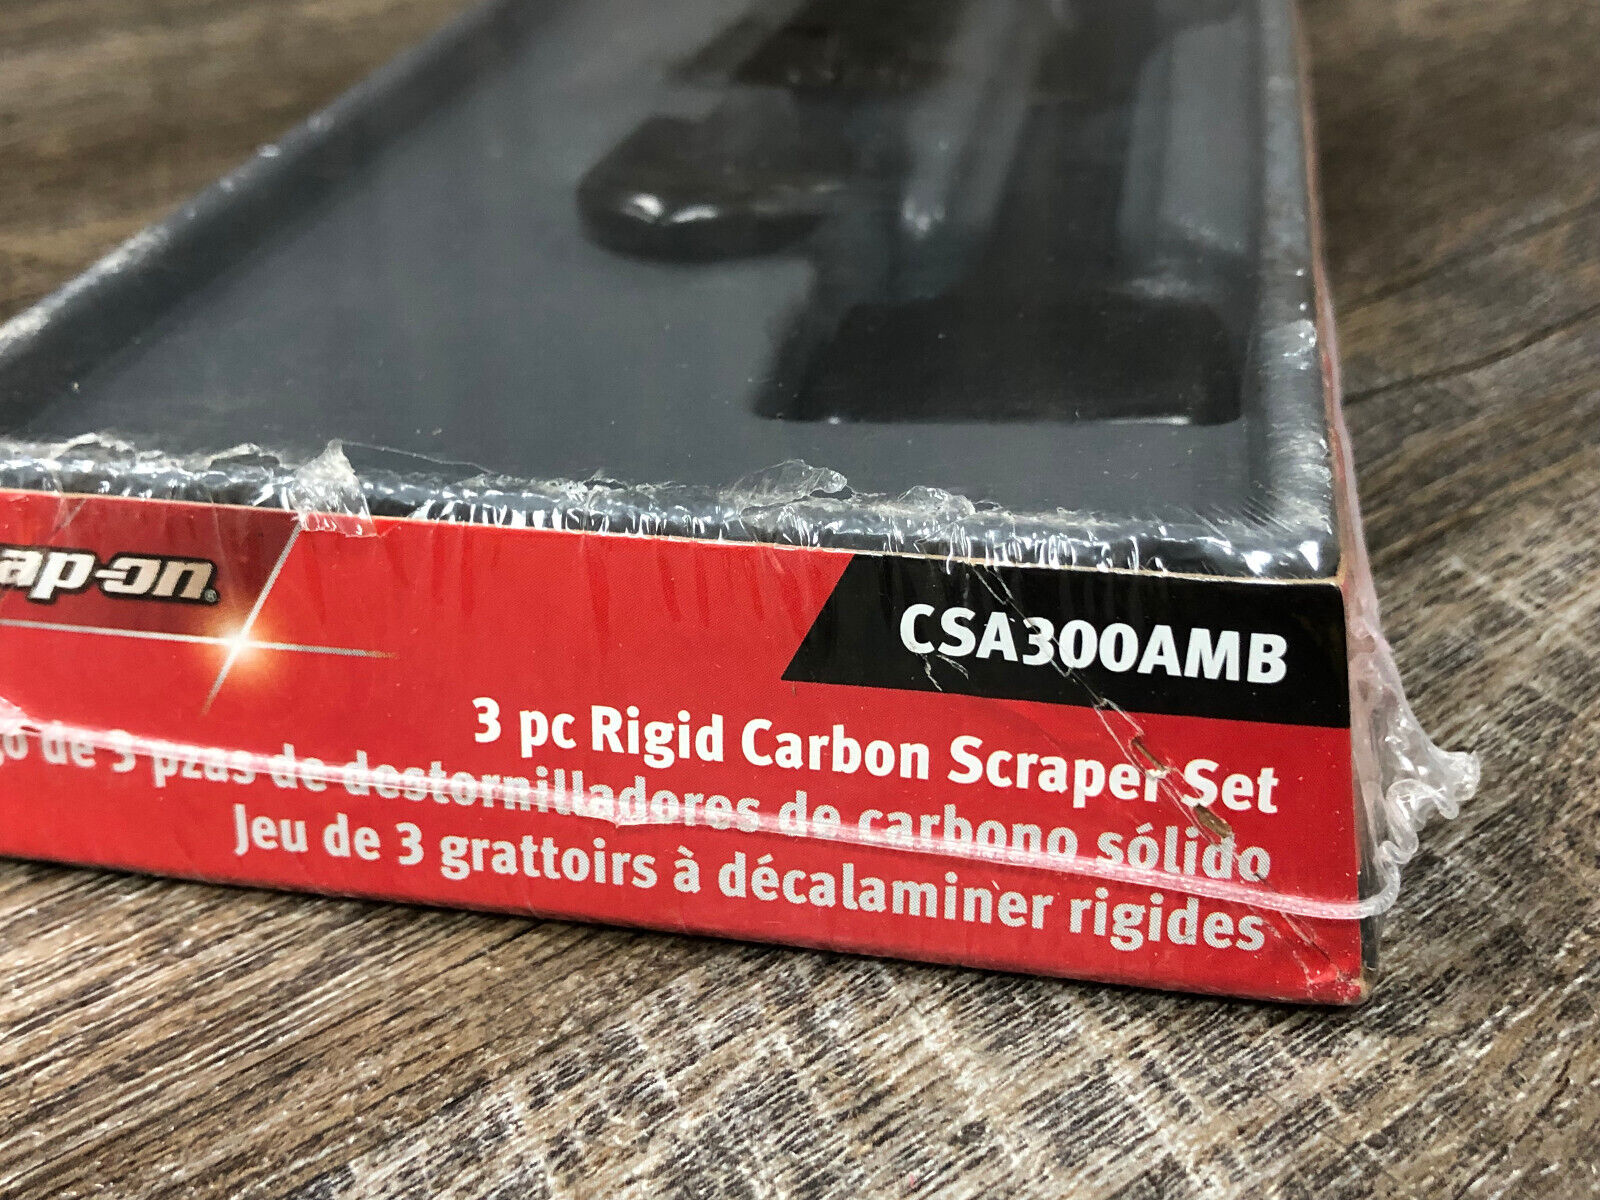 ap-on®
CSA300AMB
3 pc Rigid Carbon Scraper Set
go de 3 pzas de destornilladores de carbono sólido
Jeu de 3 grattoirs à décalaminer rigides